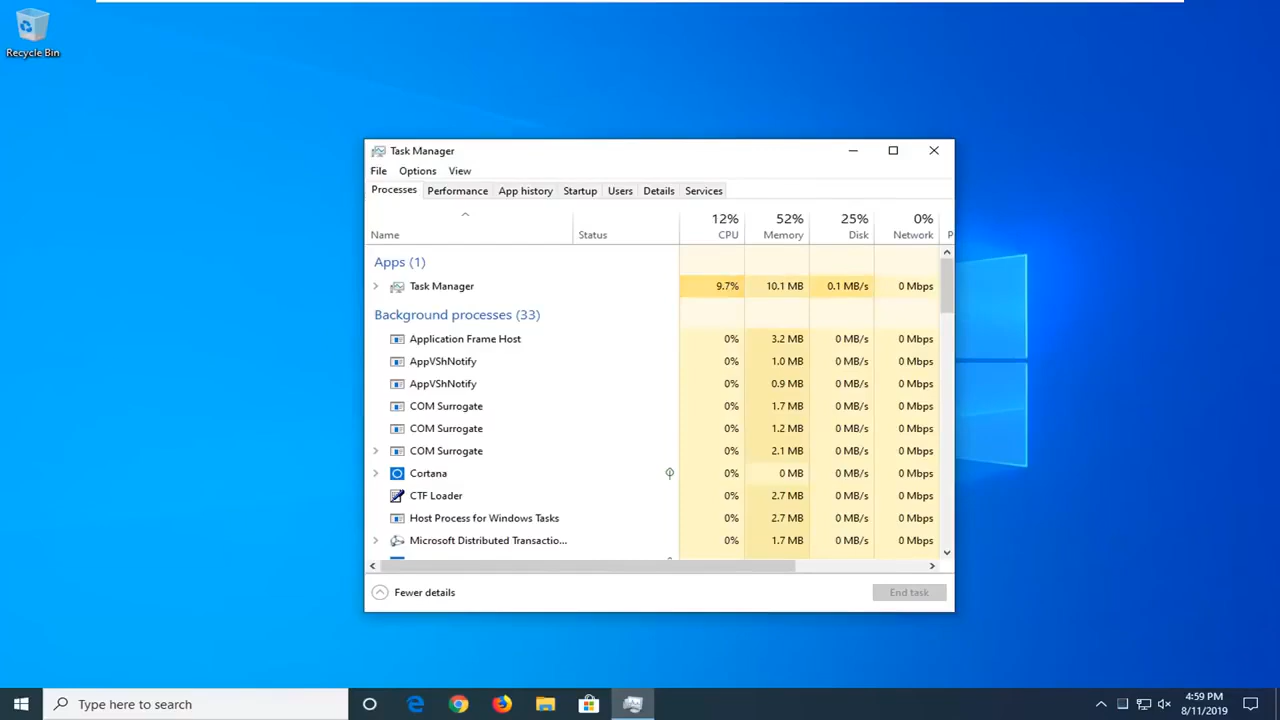 Recycle Bin
Task Manager
File Options View
Processes Performance App history Startup Users Details Services
12% 52% 25% 0%
Name Status CPU Memory Disk Network P
Apps (1)
Task Manager 9.7% 10.1 MB 0.1 MB/s 0 Mbps
Background processes (33)
Application Frame Host 0% 3.2 MB 0 MB/s 0 Mbps
AppVShNotify 0% 1.0 MB 0 MB/s 0 Mbps
AppVShNotify 0% 0.9 MB 0 MB/s 0 Mbps
COM Surrogate 0% 1.7 MB 0 MB/s 0 Mbps
COM Surrogate 0% 1.2 MB 0 MB/s 0 Mbps
COM Surrogate 0% 2.1 MB 0 MB/s 0 Mbps
Cortana 0% 0 MB 0 MB/s 0 Mbps
CTF Loader 0% 2.7 MB 0 MB/s 0 Mbps
Host Process for Windows Tasks 0% 2.7 MB 0 MB/s 0 Mbps
Microsoft Distributed Transactio... 0% 1.7 MB 0 MB/s 0 Mbps
Fewer details End task
Type here to search
4:59 PM
8/11/2019